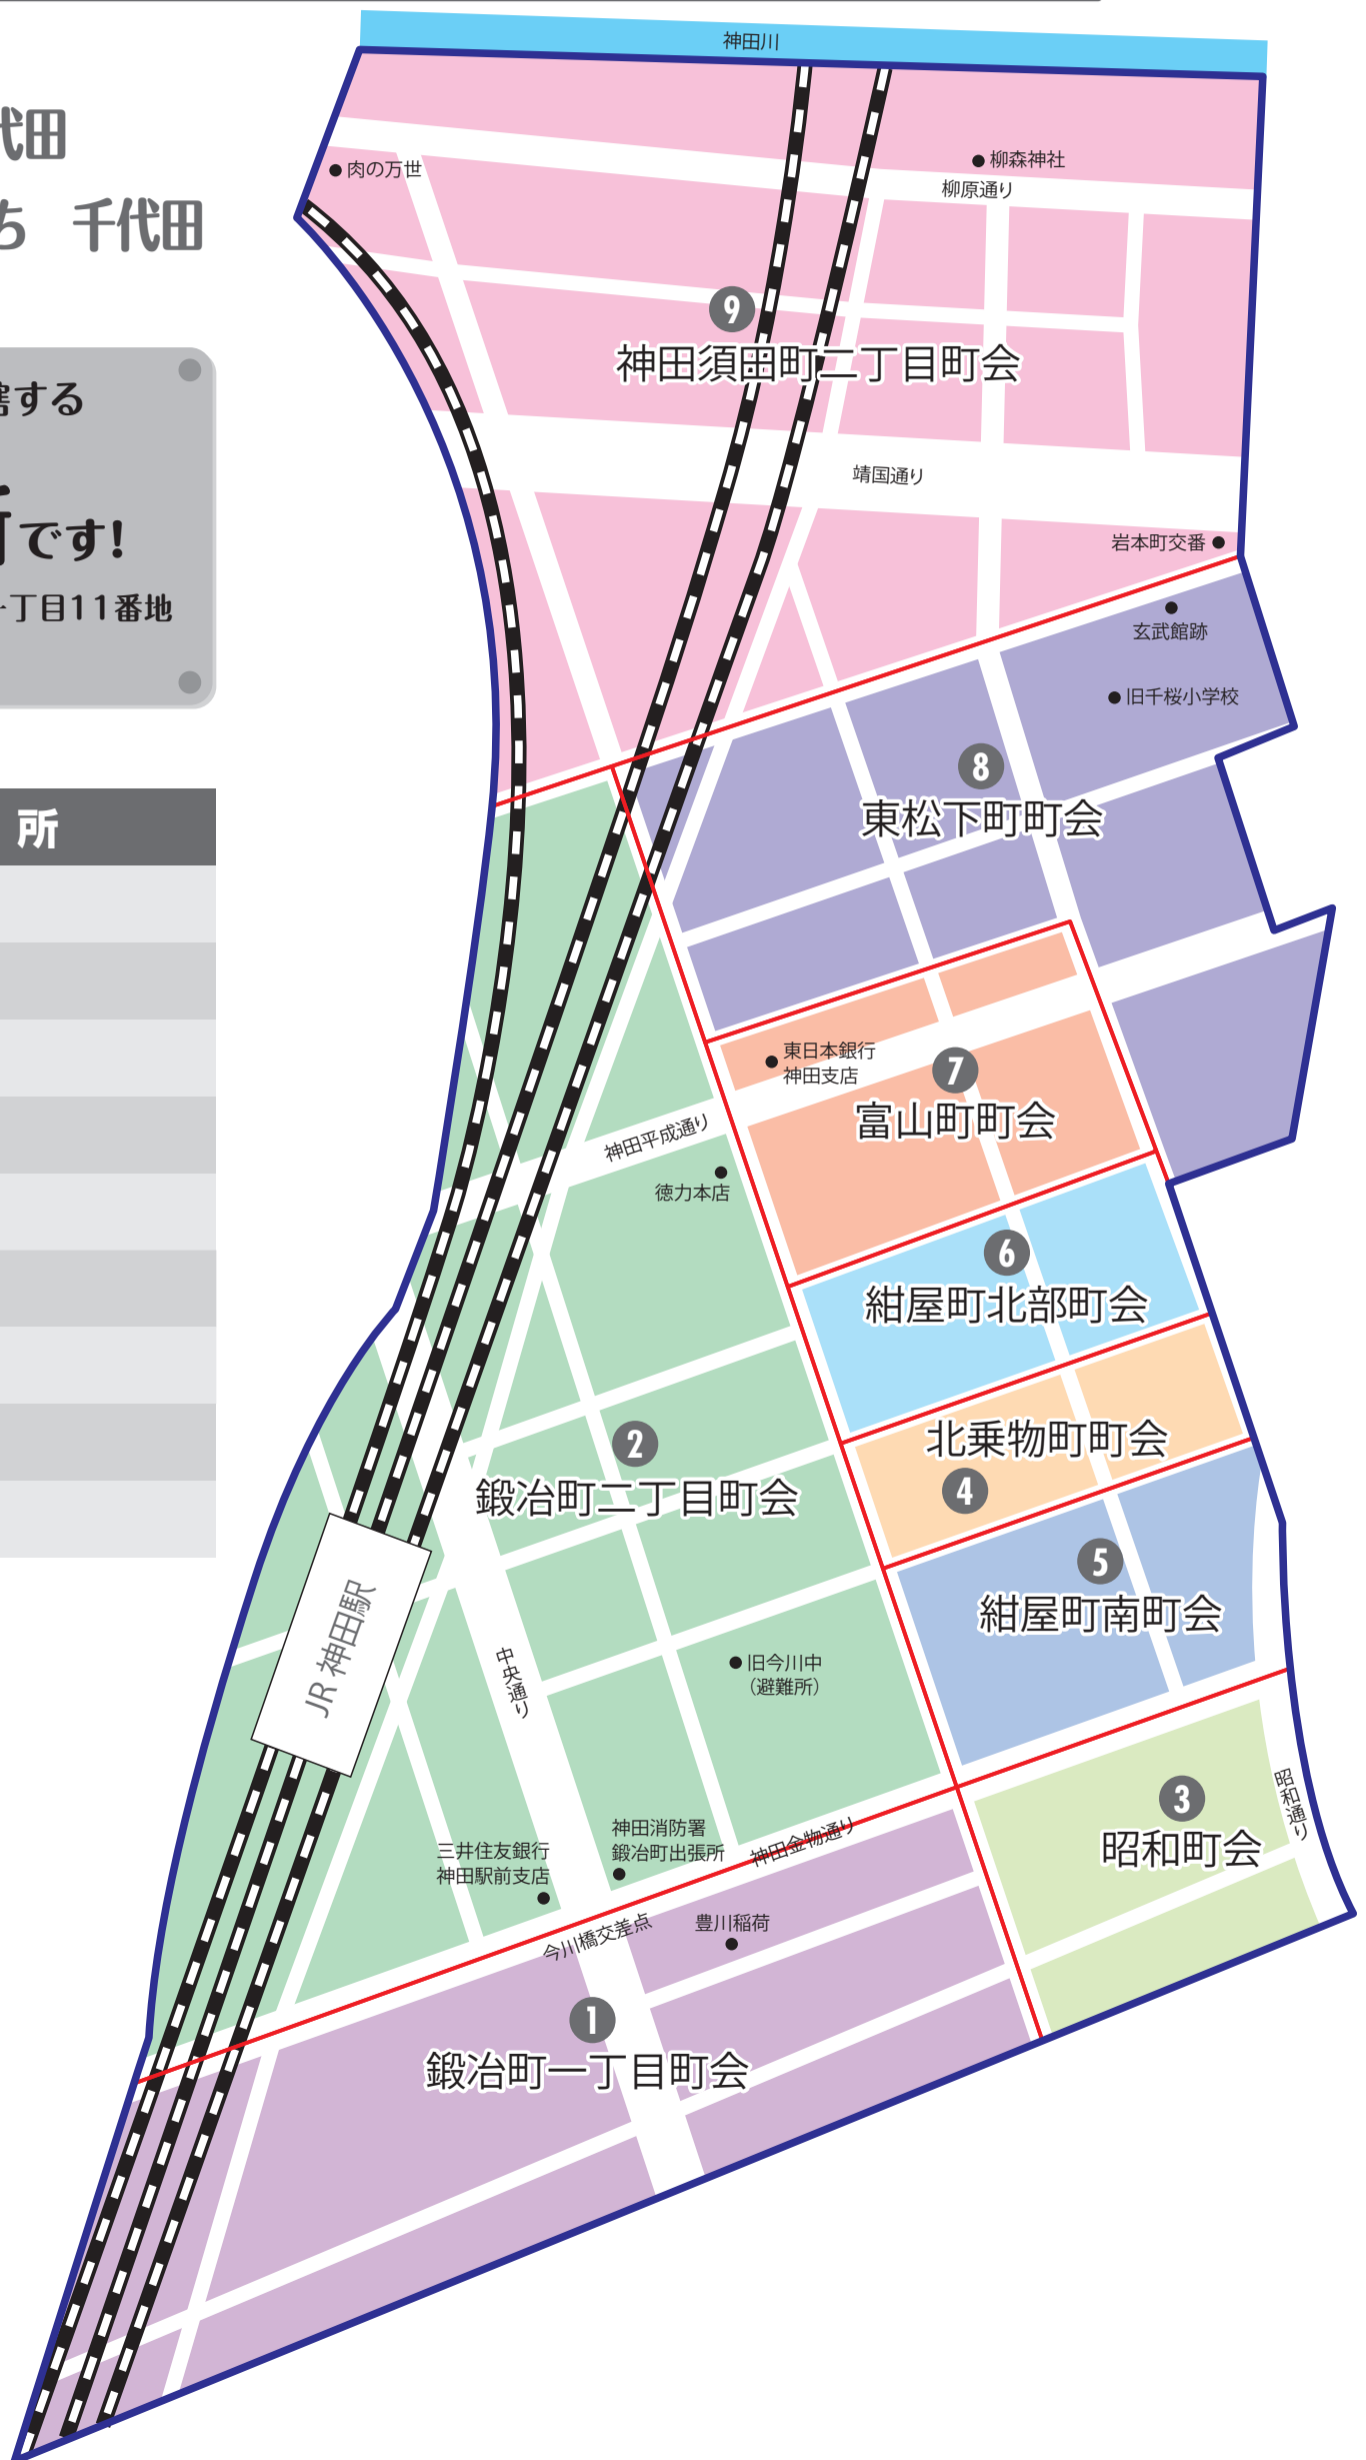 神田川
代田
ち 千代田
肉の万世
柳森神社
柳原通り
9
神田須田町二丁目町会
轄する
です!
一丁目11番地
靖国通り
岩本町交番
玄武館跡
旧千桜小学校
8
東松下町町会
所
東日本銀行
神田支店
7
富山町町会
神田平成通り
徳力本店
6
紺屋町北部町会
2
鍛冶町二丁目町会
北乗物町町会
4
5
紺屋町南町会
JR 神田駅
中央通り
旧今川中
(避難所)
3
昭和町会
昭和通り
神田消防署
鍛冶町出張所
神田金物通り
三井住友銀行
神田駅前支店
今川橋交差点
豊川稲荷
1
鍛冶町一丁目町会